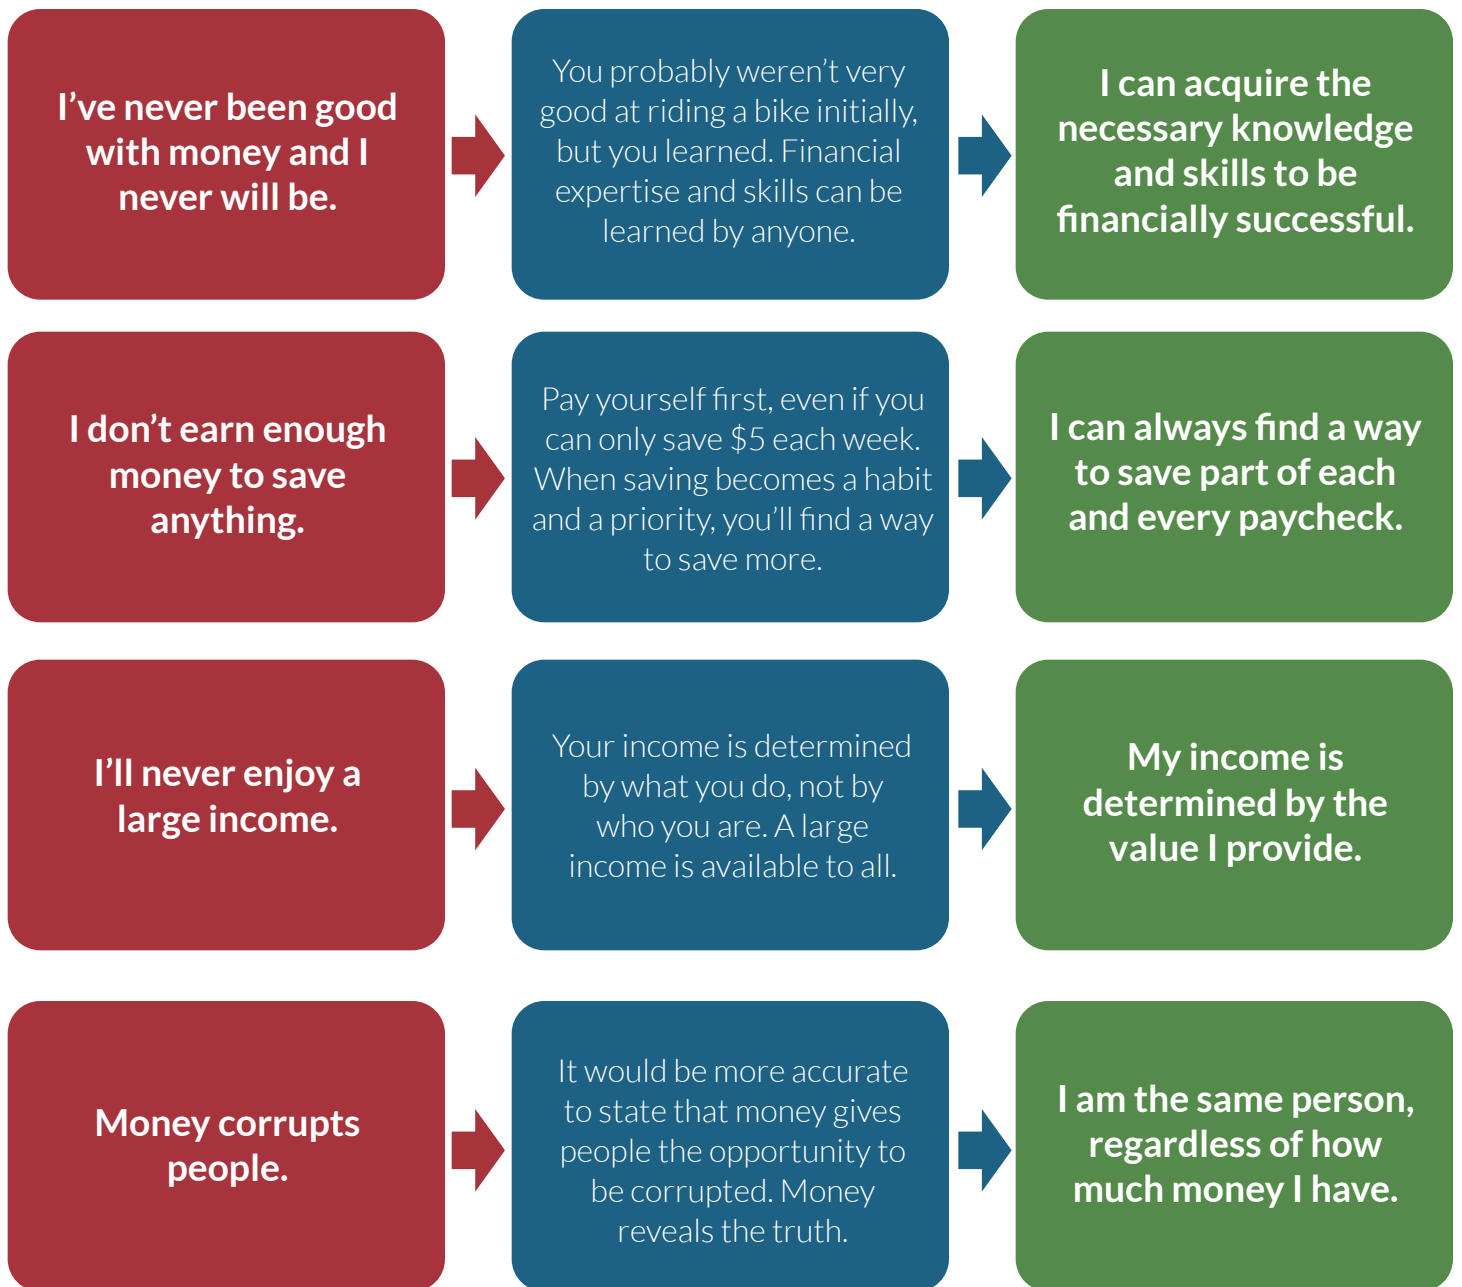 I’ve never been good
with money and I
never will be.
You probably weren’t very
good at riding a bike initially,
but you learned. Financial
expertise and skills can be
learned by anyone.
I can acquire the
necessary knowledge
and skills to be
financially successful.
I don’t earn enough
money to save
anything.
Pay yourself first, even if you
can only save $5 each week.
When saving becomes a habit
and a priority, you’ll find a way
to save more.
I can always find a way
to save part of each
and every paycheck.
I’ll never enjoy a
large income.
Your income is determined
by what you do, not by
who you are. A large
income is available to all.
My income is
determined by the
value I provide.
Money corrupts
people.
It would be more accurate
to state that money gives
people the opportunity to
be corrupted. Money
reveals the truth.
I am the same person,
regardless of how
much money I have.